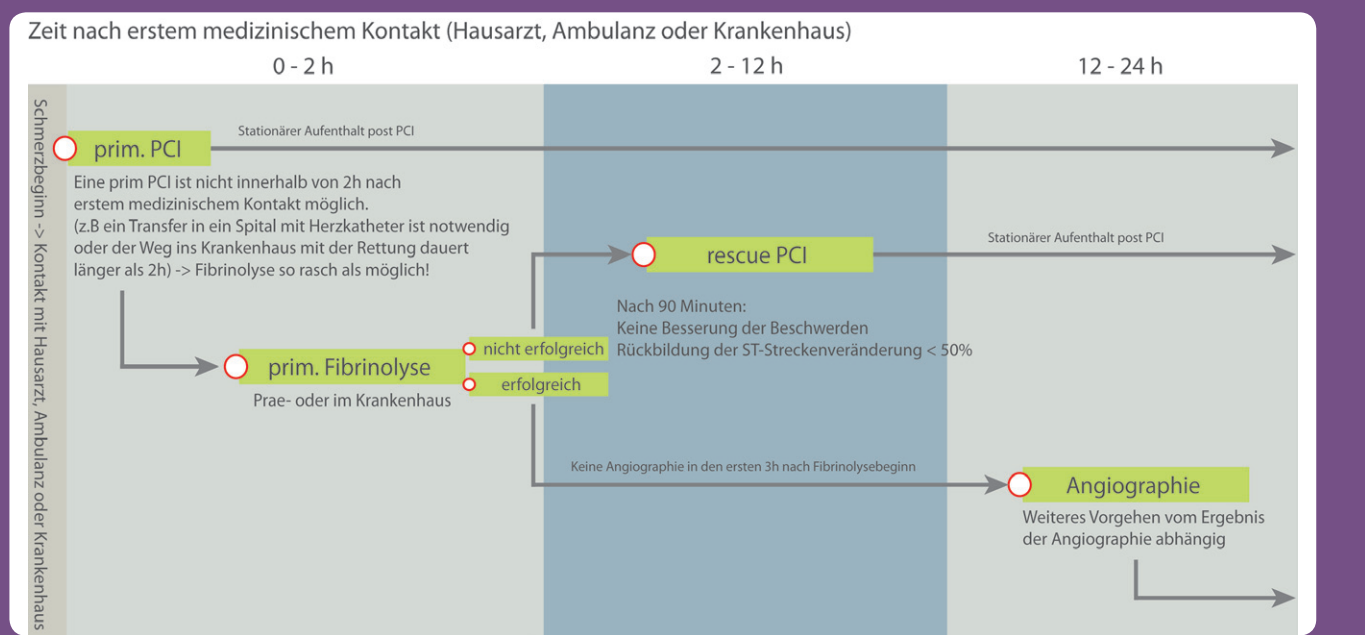 Zeit nach erstem medizinischem Kontakt (Hausarzt, Ambulanz oder Krankenhaus)
0 - 2 h
2 - 12 h
12 - 24 h
Schmerzbeginn -> Kontakt mit Hausarzt, Ambulanz oder Krankenhaus
prim. PCI
Stationärer Aufenthalt post PCI
Eine prim PCI ist nicht innerhalb von 2h nach
erstem medizinischem Kontakt möglich.
(z.B ein Transfer in ein Spital mit Herzkatheter ist notwendig
oder der Weg ins Krankenhaus mit der Rettung dauert
länger als 2h) -> Fibrinolyse so rasch als möglich!
rescue PCI
Stationärer Aufenthalt post PCI
Nach 90 Minuten:
Keine Besserung der Beschwerden
Rückbildung der ST-Streckenveränderung < 50%
prim. Fibrinolyse
nicht erfolgreich
erfolgreich
Prae- oder im Krankenhaus
Keine Angiographie in den ersten 3h nach Fibrinolysebeginn
Angiographie
Weiteres Vorgehen vom Ergebnis
der Angiographie abhängig